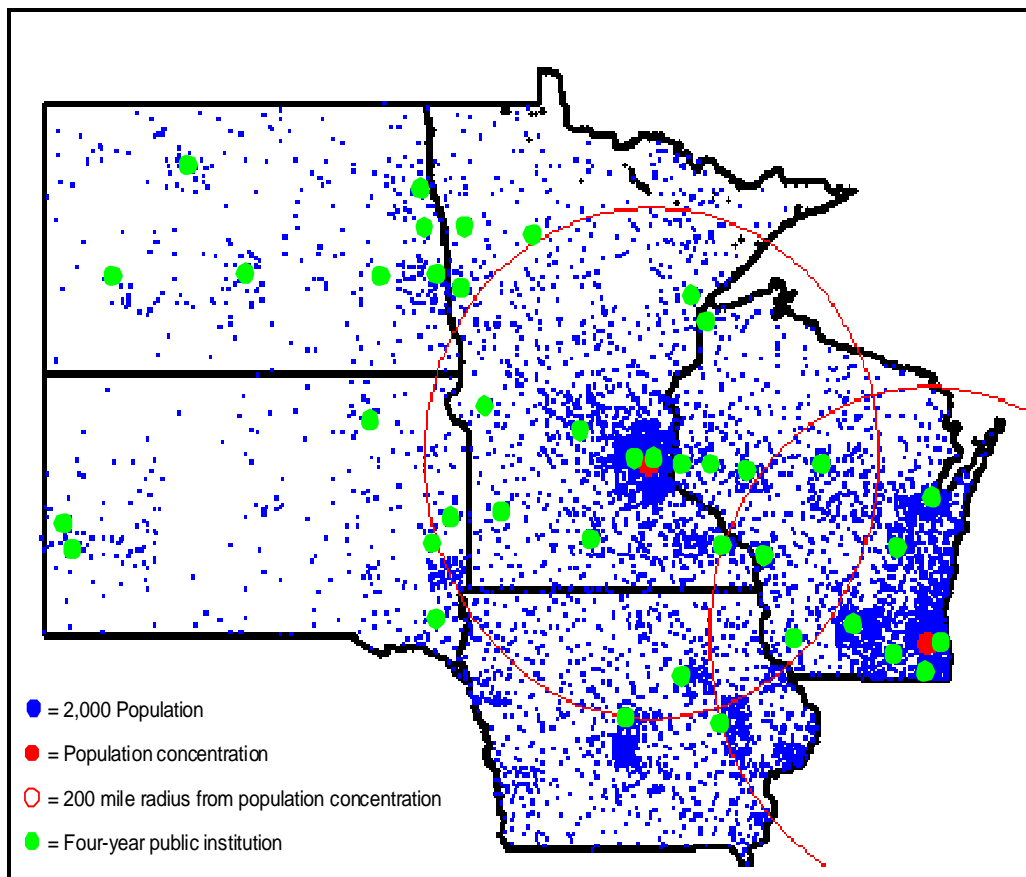 = 2,000 Population
= Population concentration
= 200 mile radius from population concentration
= Four-year public institution